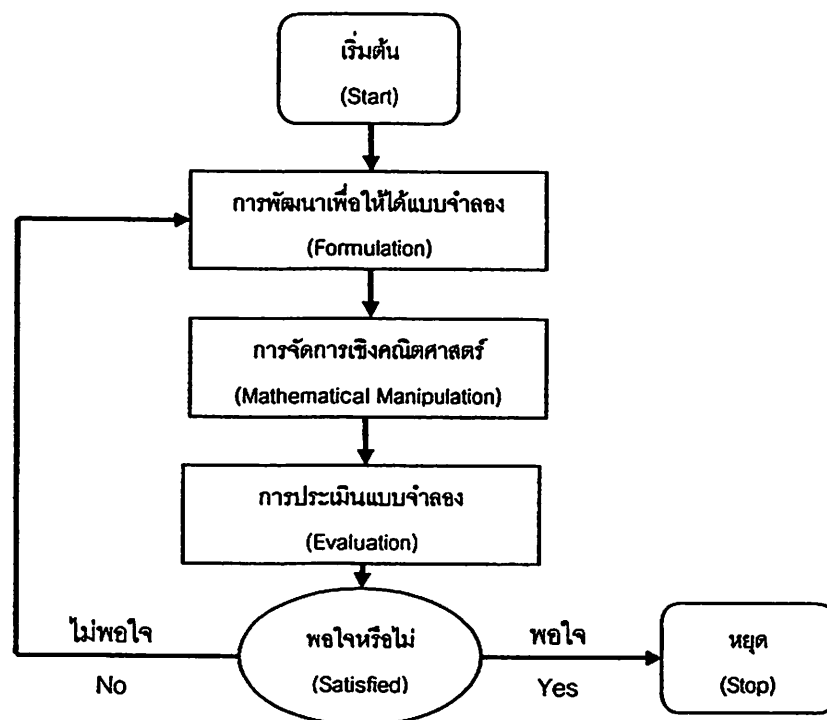 เริ่มต้น
(Start)
การพัฒนาเพื่อให้ได้แบบจำลอง
(Formulation)
การจัดการเชิงคณิตศาสตร์
(Mathematical Manipulation)
การประเมินแบบจำลอง
(Evaluation)
ไม่พอใจ
No
พอใจหรือไม่
(Satisfied)
พอใจ
Yes
หยุด
(Stop)